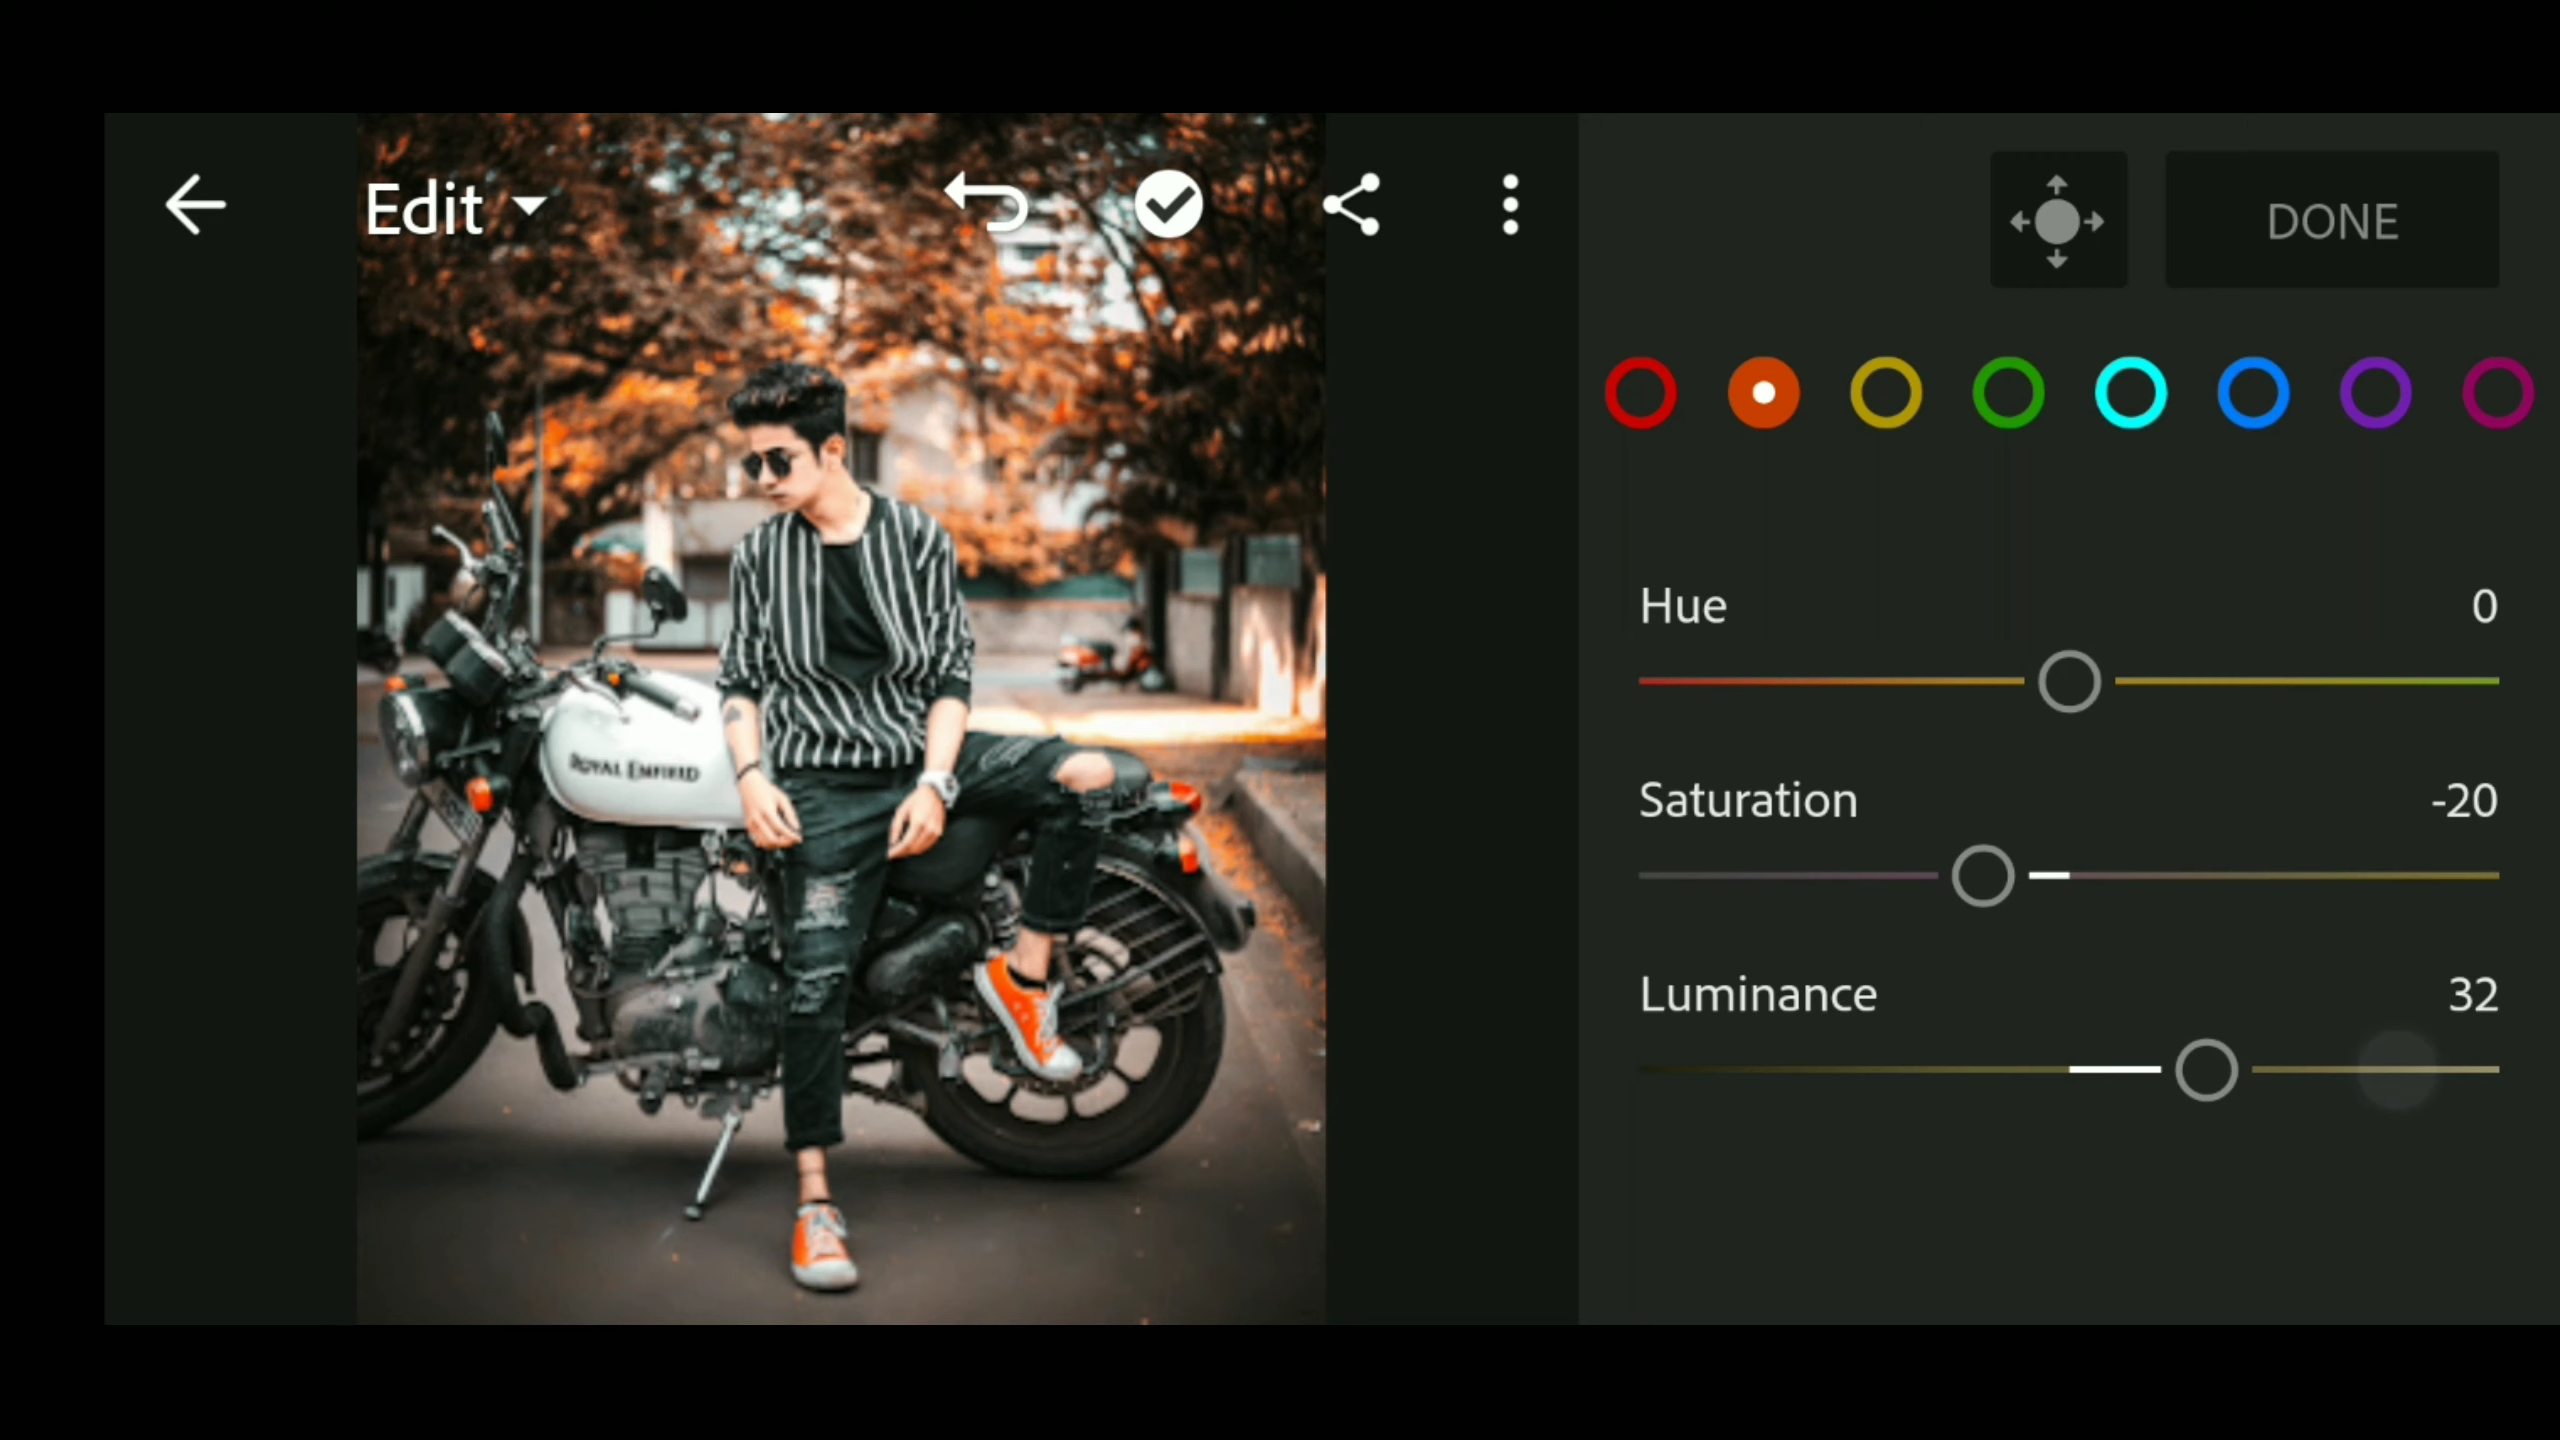 Edit
DONE
Hue 0
Saturation -20
Luminance 32
ROYAL ENFIELD